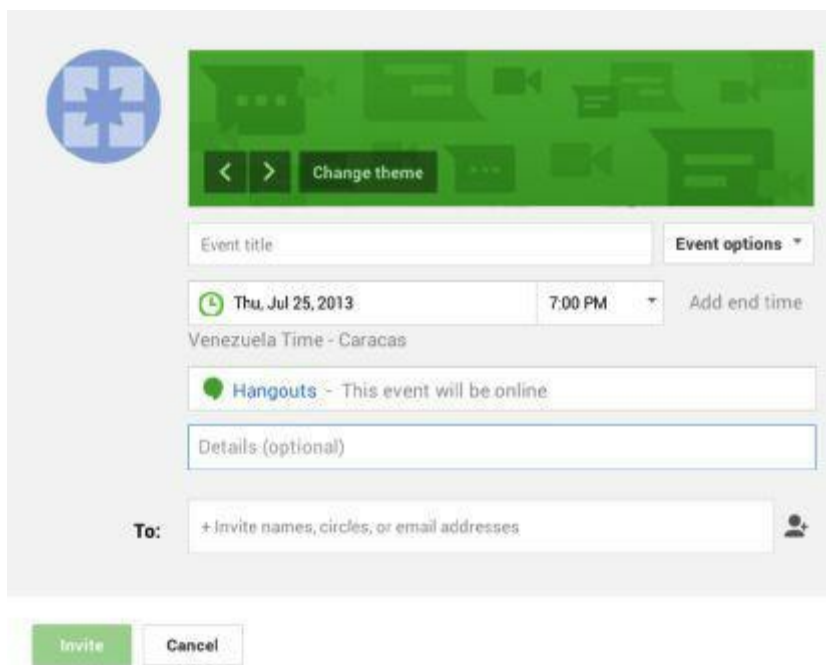 Change theme
Event title
Event options
Thu, Jul 25, 2013 7:00 PM Add end time
Venezuela Time - Caracas
Hangouts - This event will be online
Details (optional)
To: + Invite names, circles, or email addresses
Invite Cancel